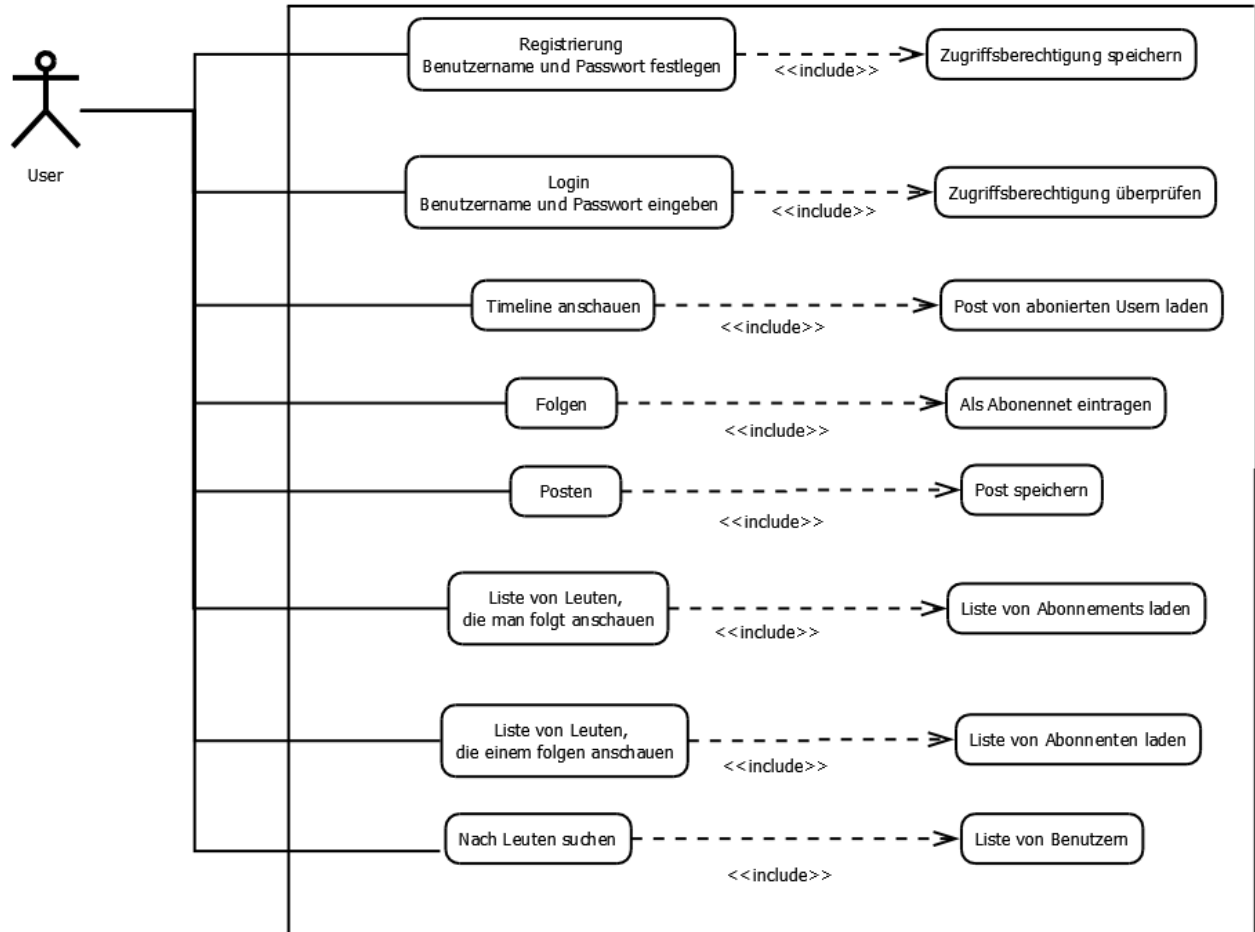 User
Registrierung
Benutzername und Passwort festlegen
<<include>>
Zugriffsberechtigung speichern
Login
Benutzername und Passwort eingeben
<<include>>
Zugriffsberechtigung überprüfen
Timeline anschauen
<<include>>
Post von abonierten Usern laden
Folgen
<<include>>
Als Abonennet eintragen
Posten
<<include>>
Post speichern
Liste von Leuten,
die man folgt anschauen
<<include>>
Liste von Abonnements laden
Liste von Leuten,
die einem folgen anschauen
<<include>>
Liste von Abonnenten laden
Nach Leuten suchen
<<include>>
Liste von Benutzern